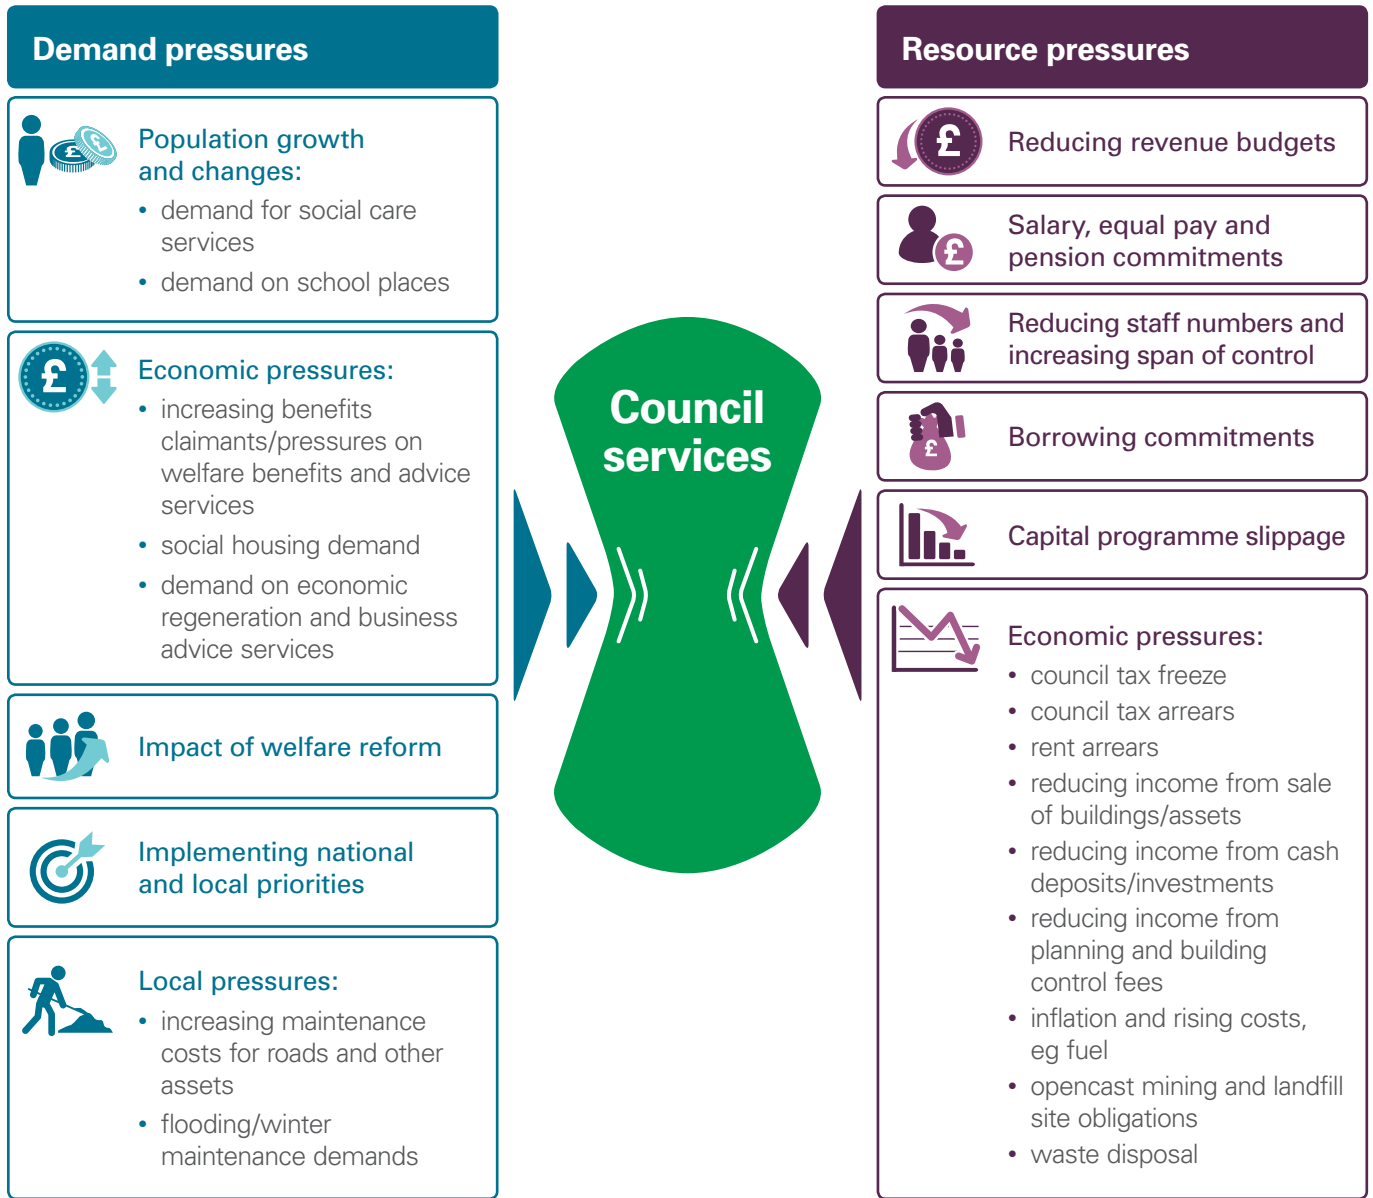 Demand pressures
Population growth
and changes:
• demand for social care
services
• demand on school places
£
Economic pressures:
• increasing benefits
claimants/pressures on
welfare benefits and advice
services
• social housing demand
• demand on economic
regeneration and business
advice services
Impact of welfare reform
Implementing national
and local priorities
Local pressures:
• increasing maintenance
costs for roads and other
assets
• flooding/winter
maintenance demands
Council
services
Resource pressures
£
Reducing revenue budgets
£
Salary, equal pay and
pension commitments
Reducing staff numbers and
increasing span of control
£
Borrowing commitments
Capital programme slippage
Economic pressures:
• council tax freeze
• council tax arrears
• rent arrears
• reducing income from sale
of buildings/assets
• reducing income from cash
deposits/investments
• reducing income from
planning and building
control fees
• inflation and rising costs,
eg fuel
• opencast mining and landfill
site obligations
• waste disposal